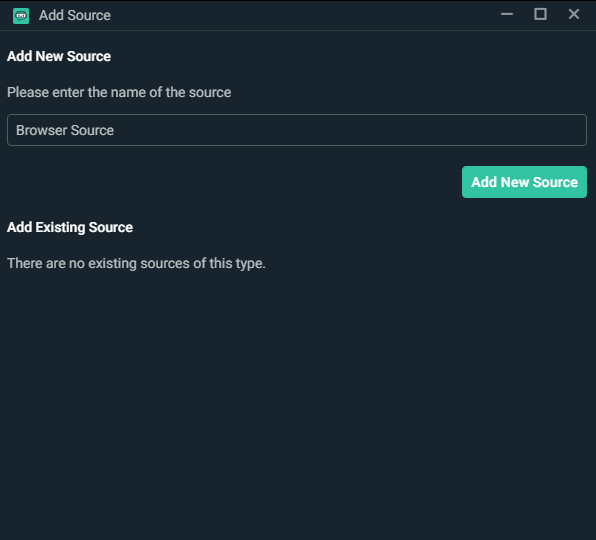 Add Source
Add New Source
Please enter the name of the source
Browser Source
Add New Source
Add Existing Source
There are no existing sources of this type.